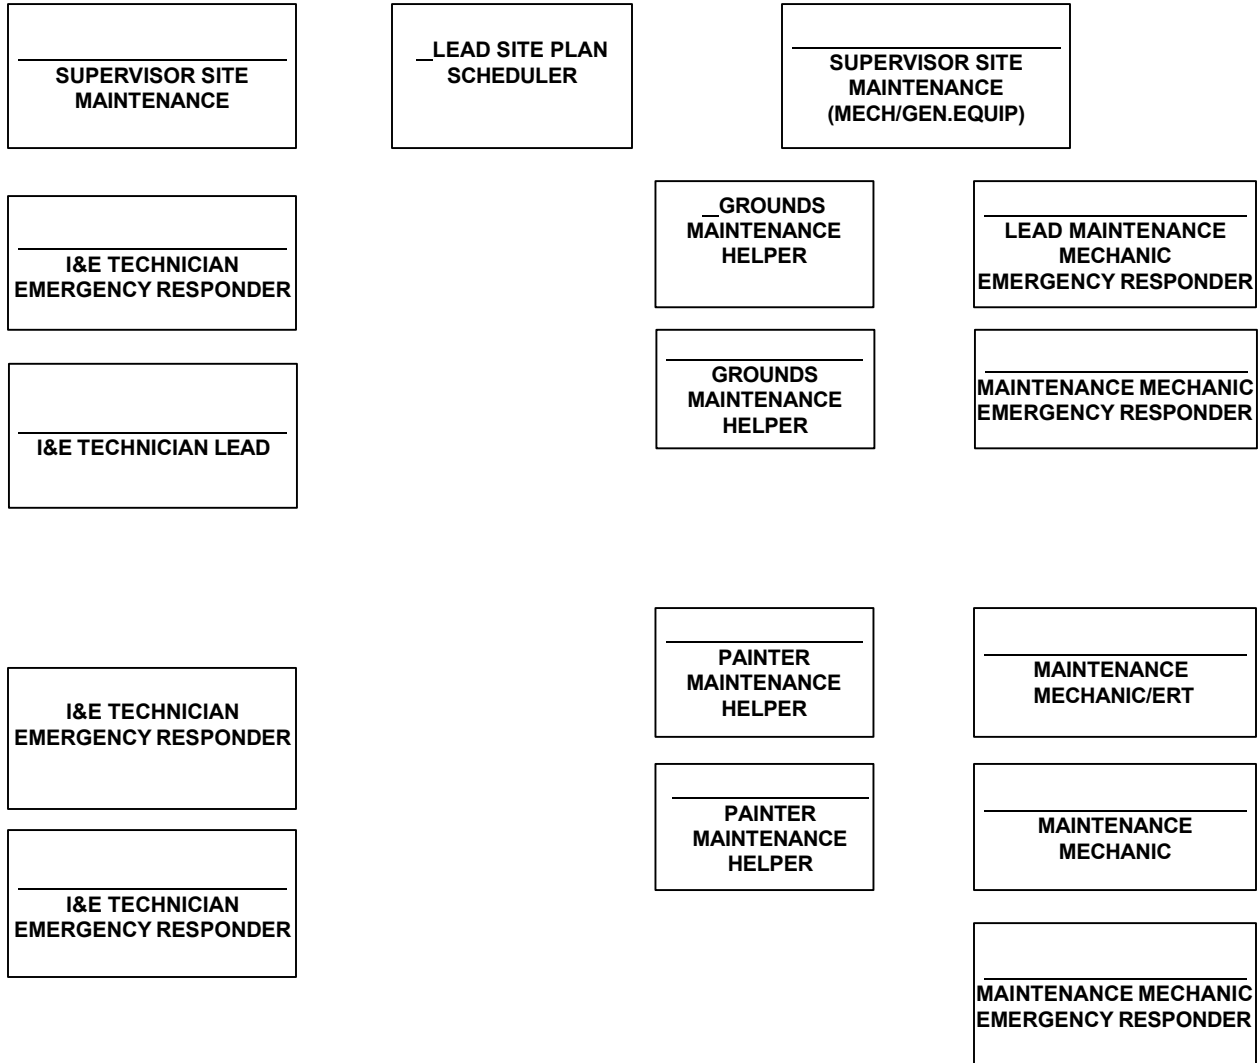 SUPERVISOR SITE
MAINTENANCE
_LEAD SITE PLAN
SCHEDULER
SUPERVISOR SITE
MAINTENANCE
(MECH/GEN.EQUIP)
I&E TECHNICIAN
EMERGENCY RESPONDER
_GROUNDS
MAINTENANCE
HELPER
LEAD MAINTENANCE
MECHANIC
EMERGENCY RESPONDER
I&E TECHNICIAN LEAD
GROUNDS
MAINTENANCE
HELPER
MAINTENANCE MECHANIC
EMERGENCY RESPONDER
I&E TECHNICIAN
EMERGENCY RESPONDER
PAINTER
MAINTENANCE
HELPER
MAINTENANCE
MECHANIC/ERT
I&E TECHNICIAN
EMERGENCY RESPONDER
PAINTER
MAINTENANCE
HELPER
MAINTENANCE
MECHANIC
MAINTENANCE MECHANIC
EMERGENCY RESPONDER